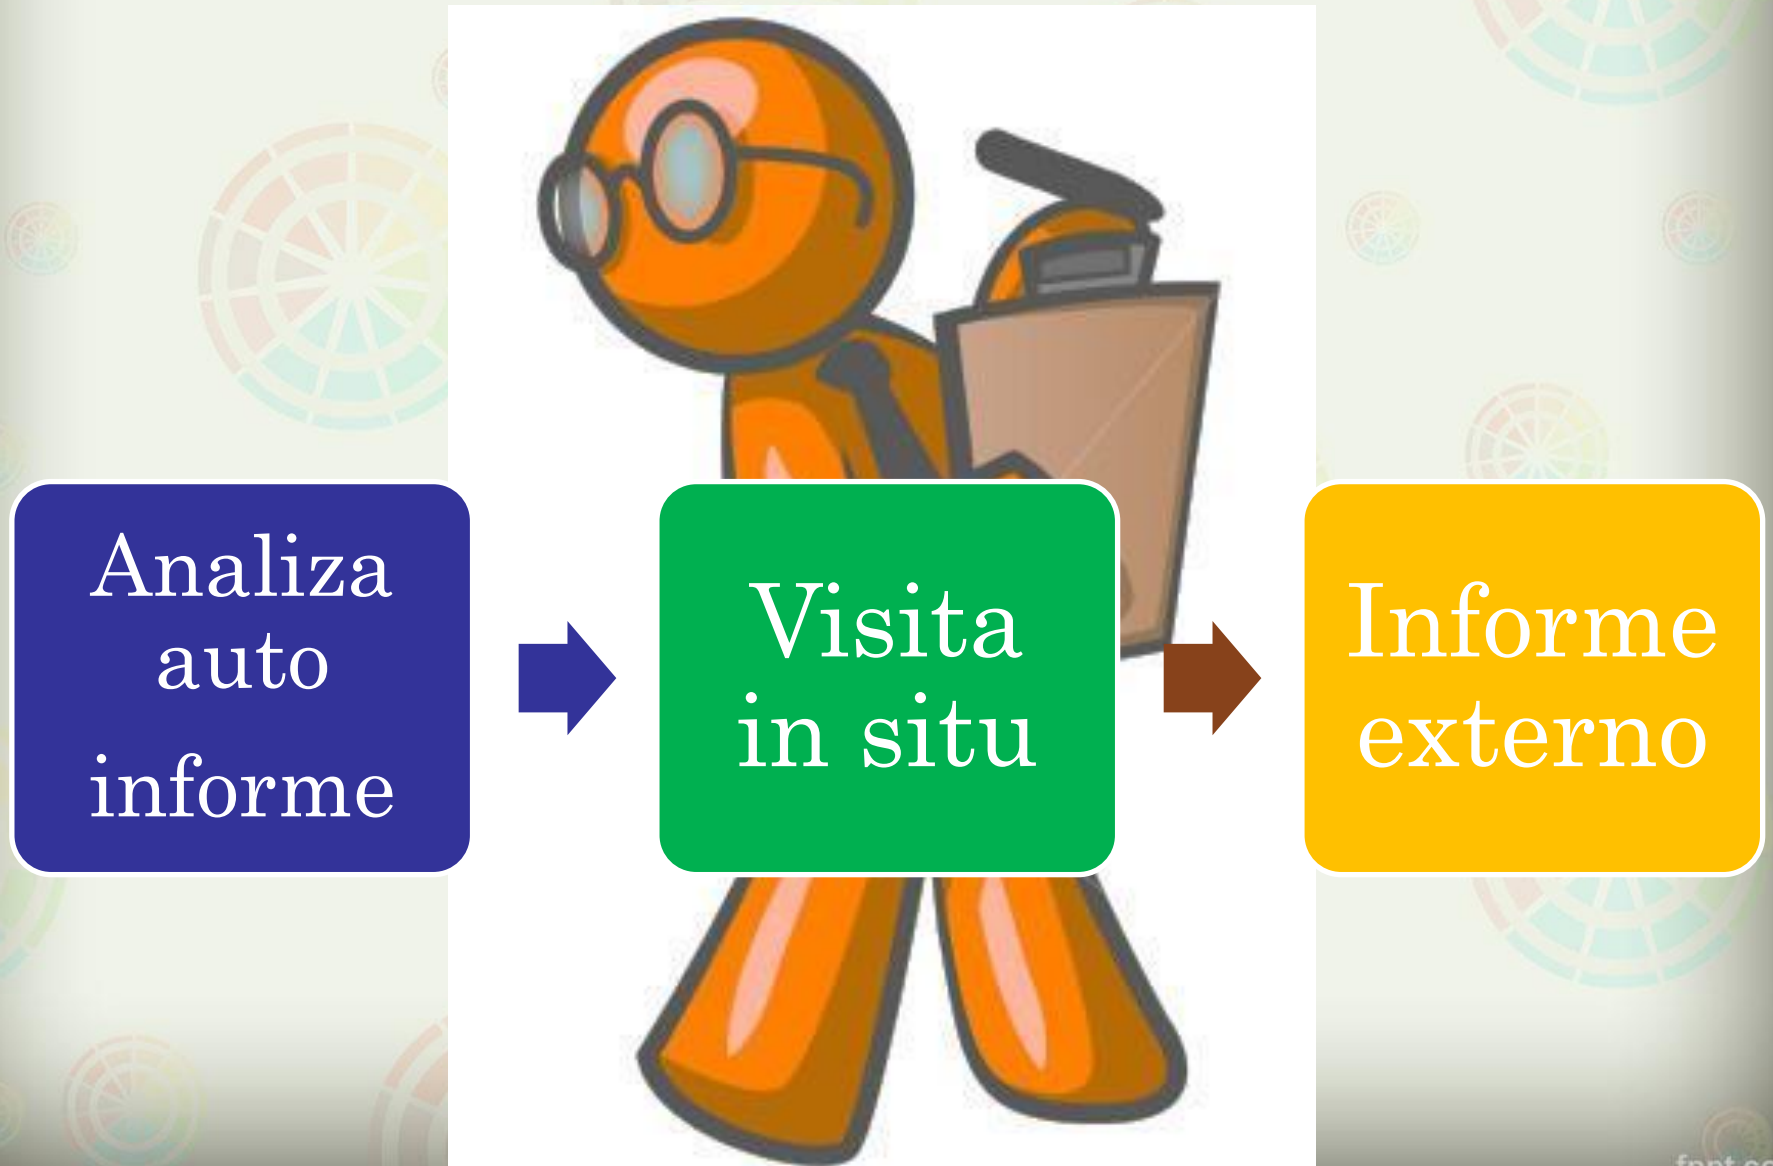 Analiza
auto
informe
Visita
in situ
Informe
externo